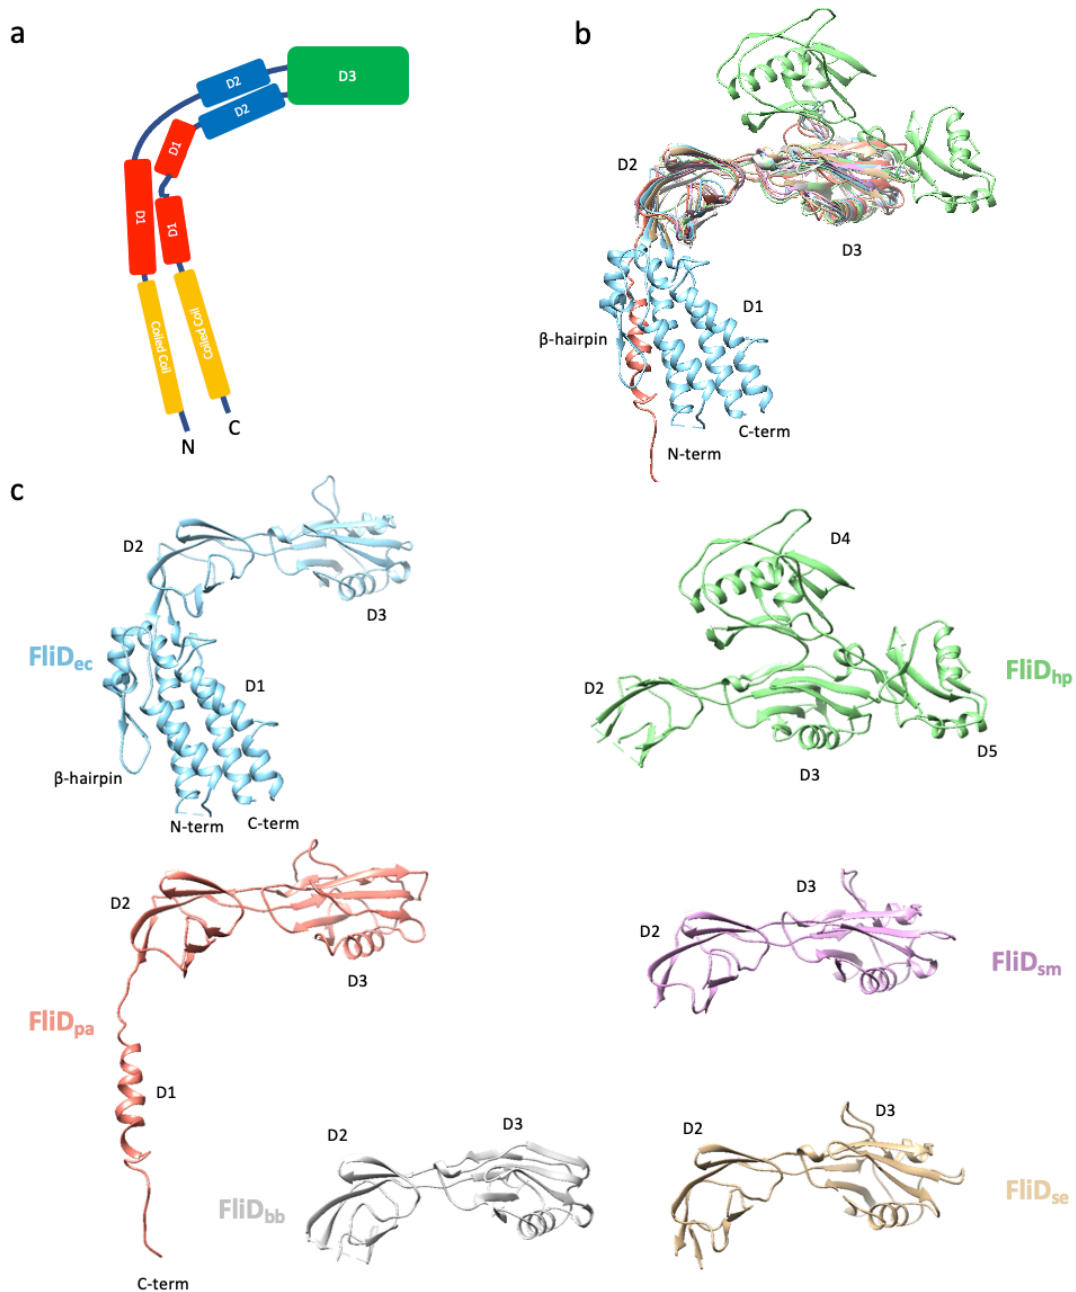 a
D2
D3
D2
D1
D1
D1
Coiled Coil
Coiled Coil
N
C
b
D2
D3
D1
β-hairpin
C-term
N-term
c
D2
D3
FliDec
D1
β-hairpin
N-term
C-term
D4
D2
FliDhp
D3
D5
D2
D3
FliDpa
D1
C-term
D3
D2
FliDsm
D2
D3
FliDbb
D2
D3
FliDse